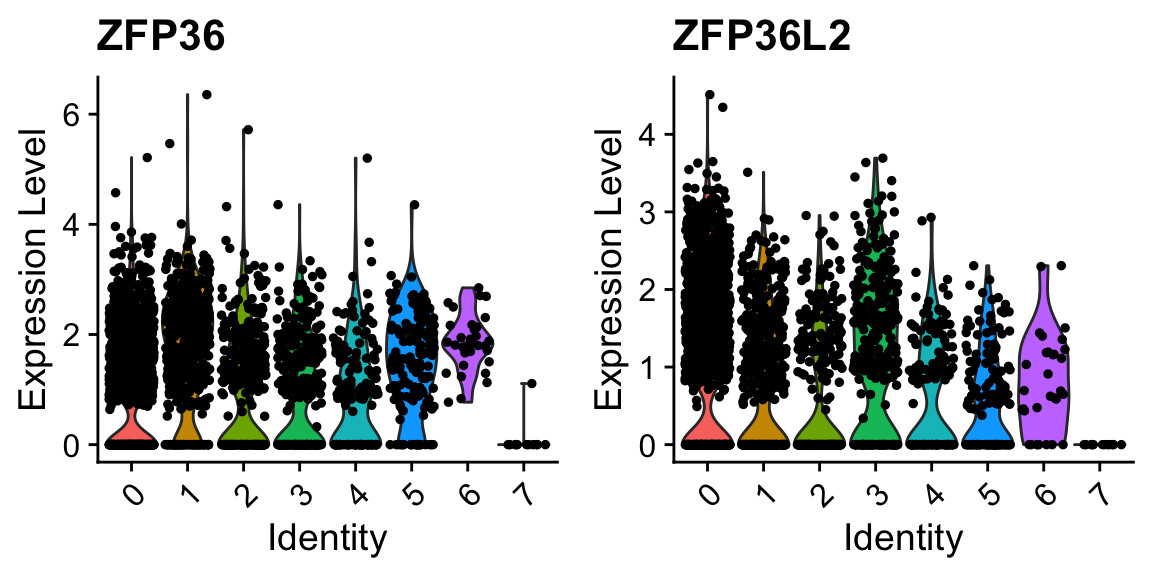 ZFP36
Expression Level
6
4
2
0
0 1 2 3 4 5 6 7
Identity
ZFP36L2
Expression Level
4
3
2
1
0
0 1 2 3 4 5 6 7
Identity